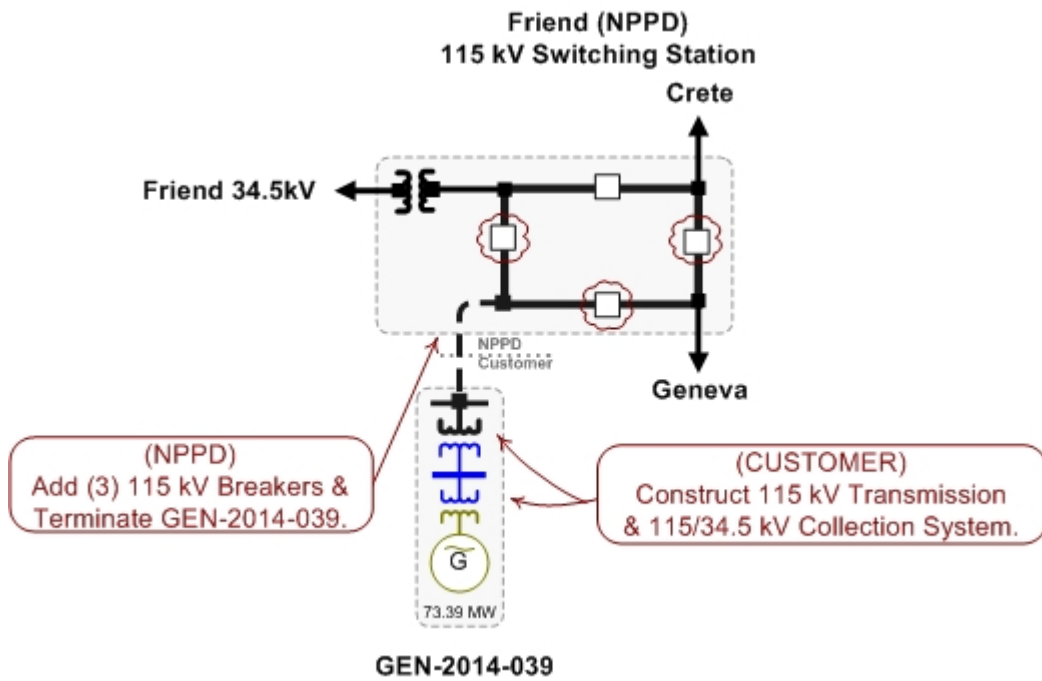 Friend (NPPD)
115 kV Switching Station
Crete
Friend 34.5kV
NPPD
Customer
Geneva
(NPPD)
Add (3) 115 kV Breakers &
Terminate GEN-2014-039.
(CUSTOMER)
Construct 115 kV Transmission
& 115/34.5 kV Collection System.
G
73.39 MW
GEN-2014-039